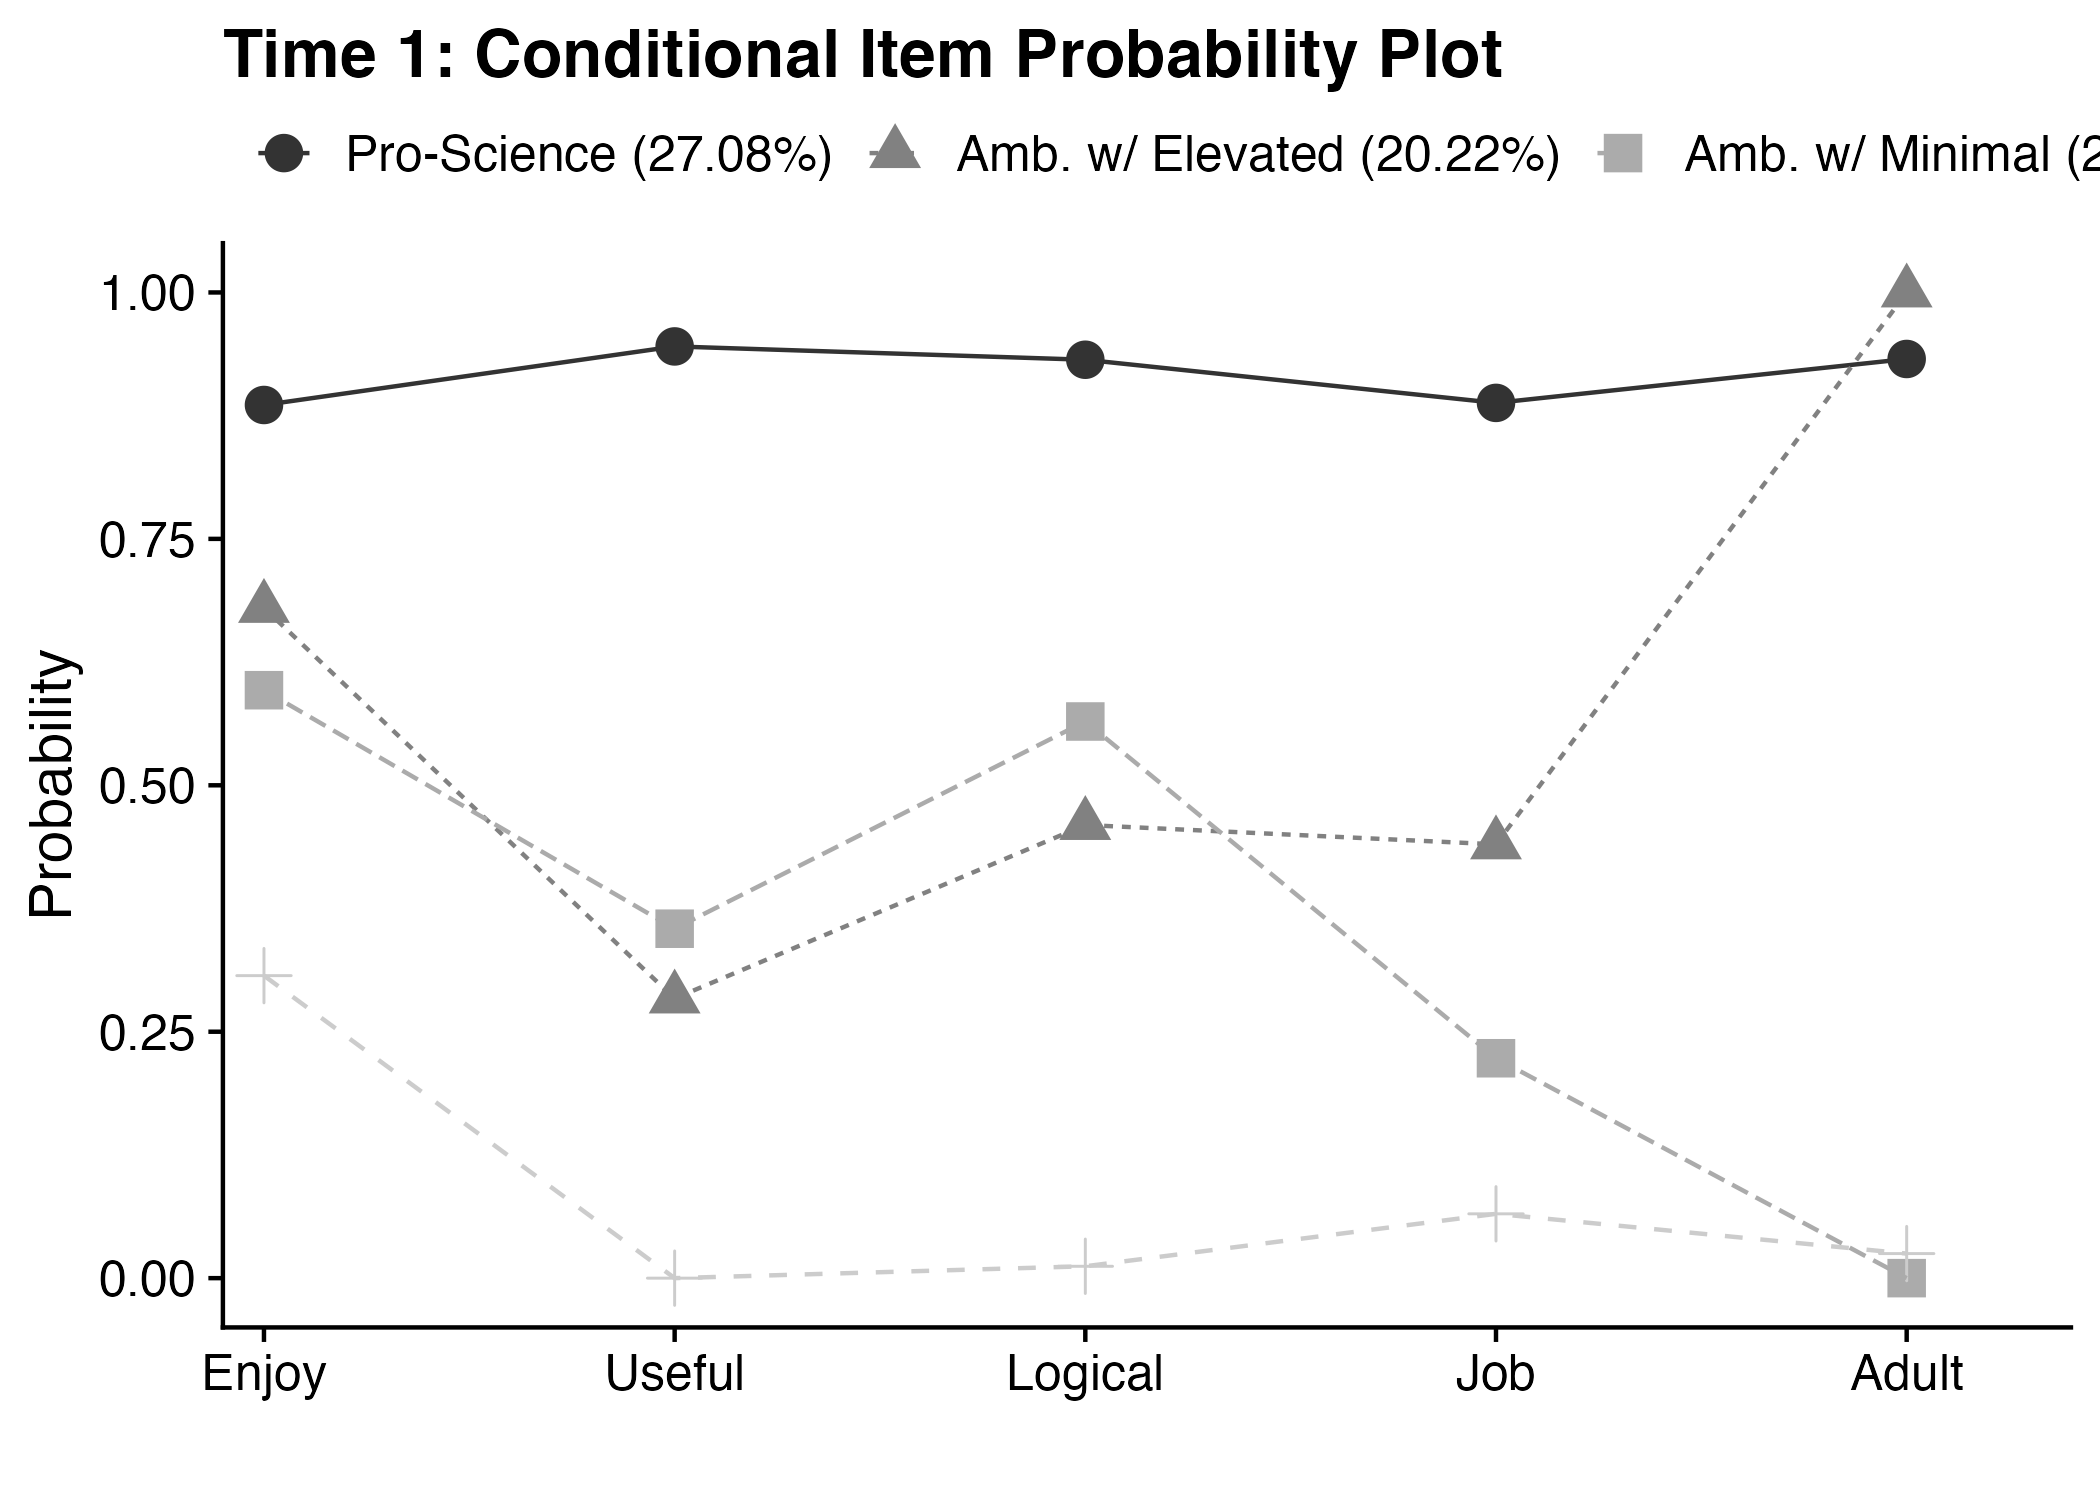 Time 1: Conditional Item Probability Plot
Pro-Science (27.08%) Amb. w/ Elevated (20.22%) Amb. w/ Minimal (2
1.00
0.75
0.50
0.25
0.00
Probability
Enjoy Useful Logical Job Adult